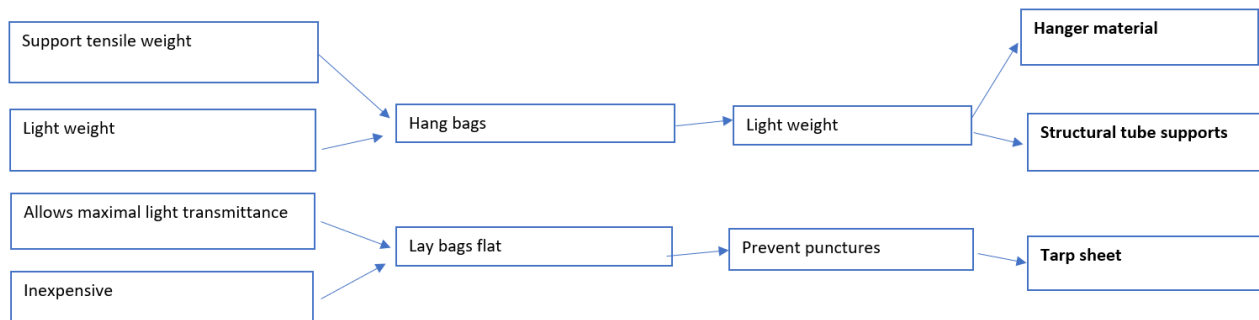 Support tensile weight
Hanger material
Light weight
Hang bags
Light weight
Structural tube supports
Allows maximal light transmittance
Lay bags flat
Prevent punctures
Tarp sheet
Inexpensive